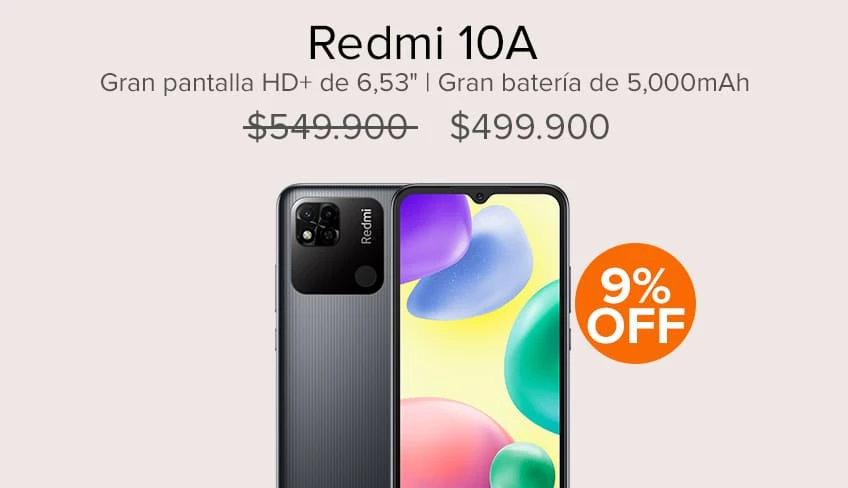 Redmi 10A
Gran pantalla HD+ de 6,53" | Gran batería de 5,000mAh
$549.900 $499.900
Redmi
9%
OFF